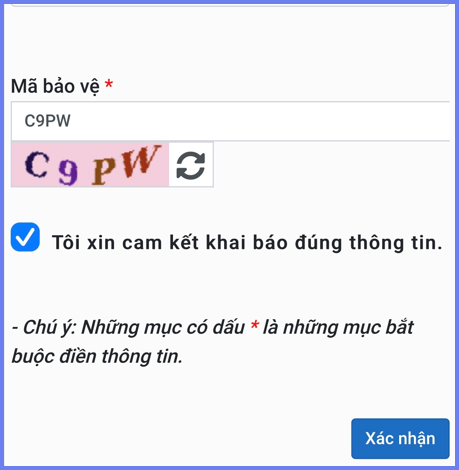 Mã bảo vệ *
C9PW
C9PW
Tôi xin cam kết khai báo đúng thông tin.
- Chú ý: Những mục có dấu * là những mục bắt
buộc điền thông tin.
Xác nhận